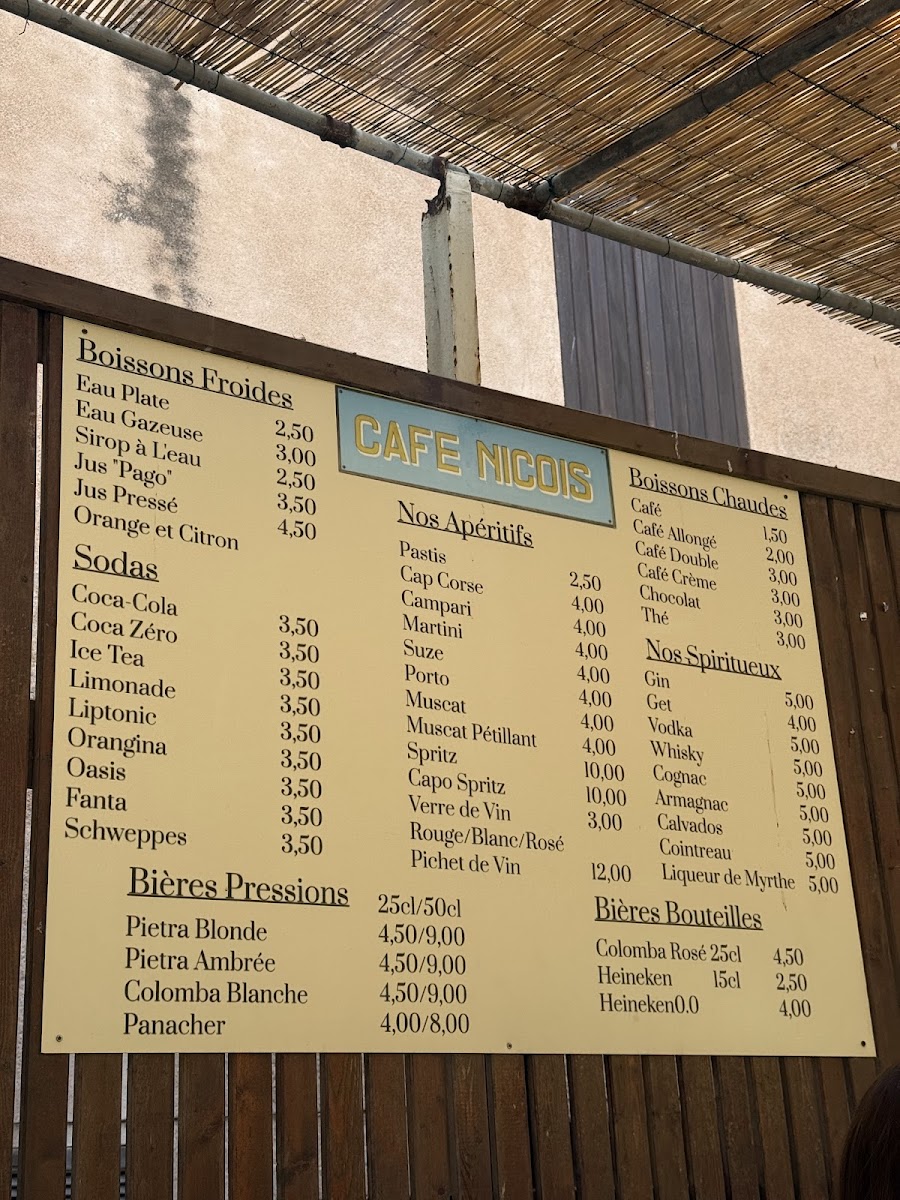 CAFE NICOIS
Boissons Froides
Eau Plate 2,50
Eau Gazeuse 3,00
Sirop à L'eau 2,50
Jus "Pago" 3,50
Jus Pressé 4,50
Orange et Citron
Sodas
Coca-Cola 3,50
Coca Zéro 3,50
Ice Tea 3,50
Limonade 3,50
Liptonic 3,50
Orangina 3,50
Oasis 3,50
Fanta 3,50
Schweppes 3,50
Nos Apéritifs
Pastis 2,50
Cap Corse 4,00
Campari 4,00
Martini 4,00
Suze 4,00
Porto 4,00
Muscat 4,00
Muscat Pétillant 4,00
Spritz 10,00
Capo Spritz 10,00
Verre de Vin 3,00
Rouge/Blanc/Rosé
Pichet de Vin 12,00
Boissons Chaudes
Café 1,50
Café Allongé 2,00
Café Double 3,00
Café Crème 3,00
Chocolat 3,00
Thé 3,00
Nos Spiritueux
Gin 5,00
Get 4,00
Vodka 5,00
Whisky 5,00
Cognac 5,00
Armagnac 5,00
Calvados 5,00
Cointreau 5,00
Liqueur de Myrthe 5,00
Bières Pressions 25cl/50cl
Pietra Blonde 4,50/9,00
Pietra Ambrée 4,50/9,00
Colomba Blanche 4,50/9,00
Panacher 4,00/8,00
Bières Bouteilles
Colomba Rosé 25cl 4,50
Heineken 15cl 2,50
Heineken0.0 4,00